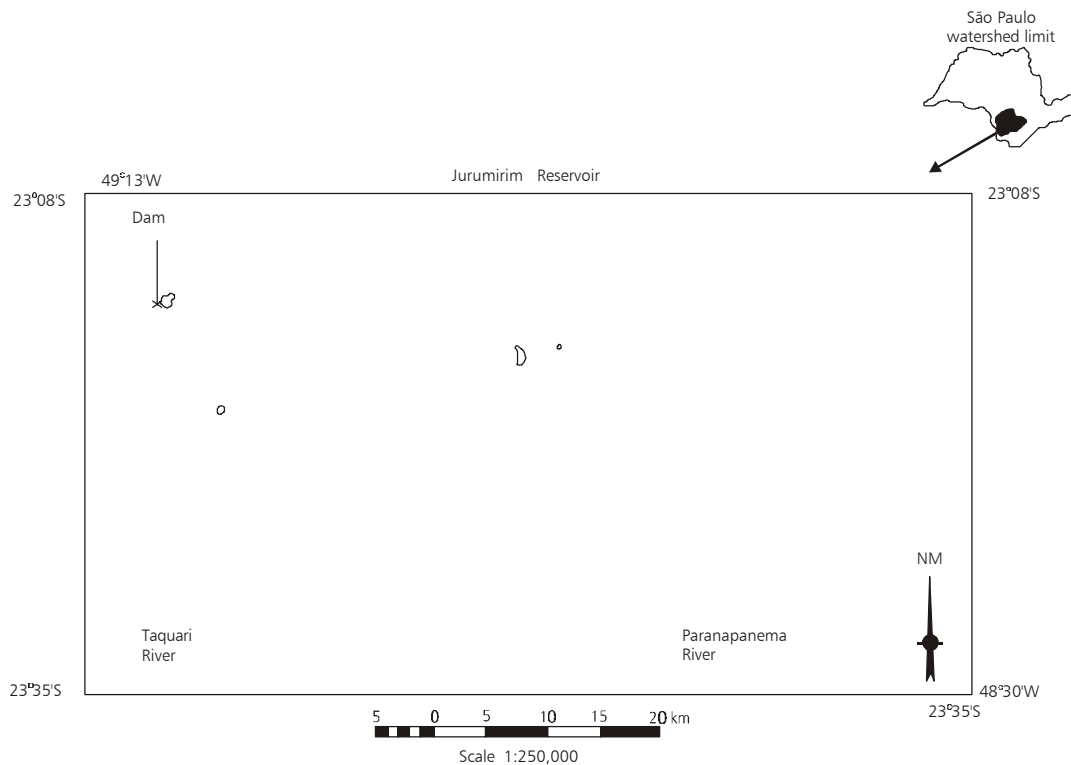 São Paulo
watershed limit
49°13'W
Jurumirim Reservoir
23°08'S
23°08'S
Dam
NM
Taquari
River
Paranapanema
River
23°35'S
48°30'W
23°35'S
5 0 5 10 15 20 km
Scale 1:250,000